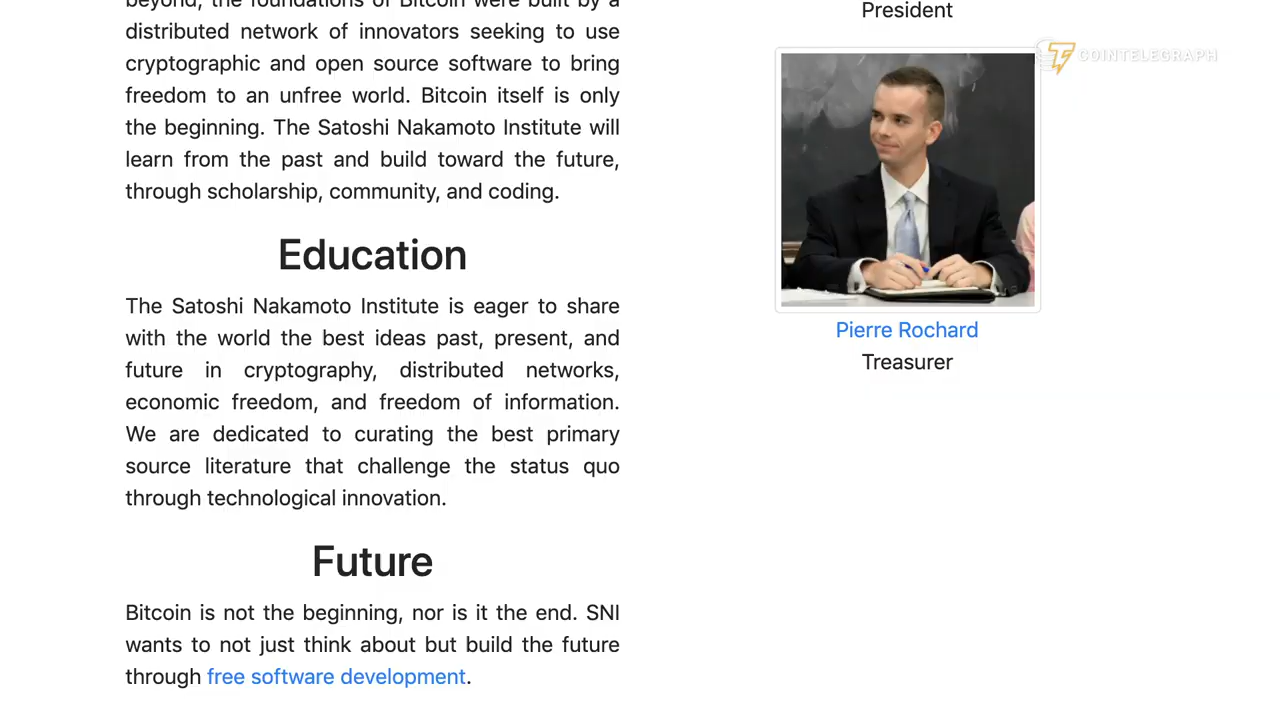 beyond, the foundations of Bitcoin were built by a
distributed network of innovators seeking to use
cryptographic and open source software to bring
freedom to an unfree world. Bitcoin itself is only
the beginning. The Satoshi Nakamoto Institute will
learn from the past and build toward the future,
through scholarship, community, and coding.
Education
The Satoshi Nakamoto Institute is eager to share
with the world the best ideas past, present, and
future in cryptography, distributed networks,
economic freedom, and freedom of information.
We are dedicated to curating the best primary
source literature that challenge the status quo
through technological innovation.
Future
Bitcoin is not the beginning, nor is it the end. SNI
wants to not just think about but build the future
through free software development.
President
COINTELEGRAPH
Pierre Rochard
Treasurer